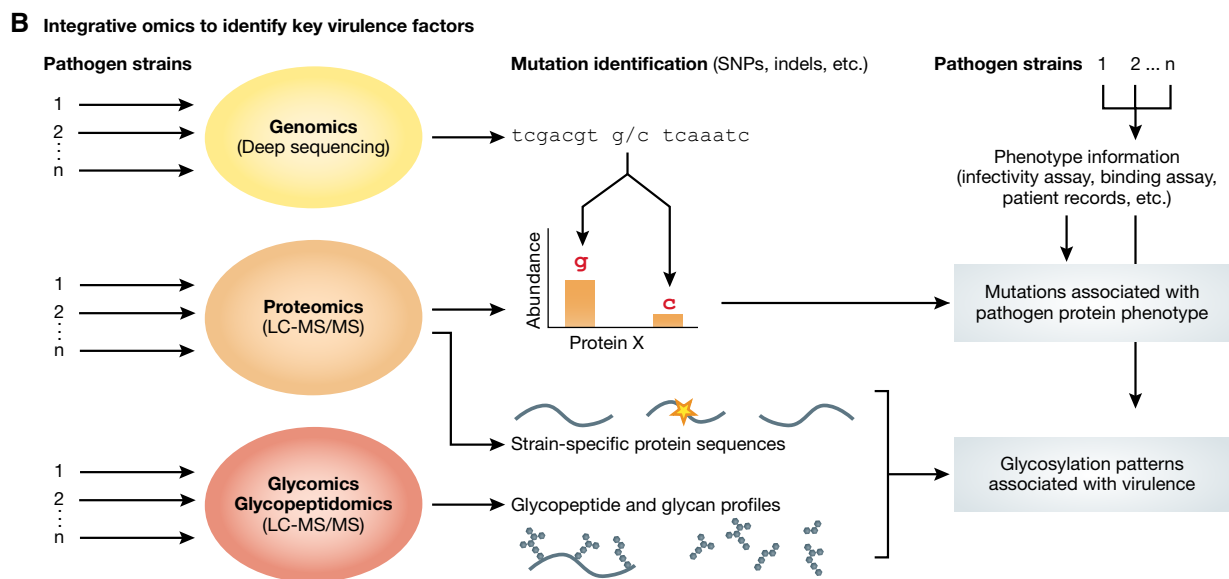 B Integrative omics to identify key virulence factors
Pathogen strains
1
2
n
Genomics
(Deep sequencing)
Mutation identification (SNPs, indels, etc.)
tcgacgt g/c tcaaatc
Pathogen strains 1 2 ... n
Phenotype information
(infectivity assay, binding assay,
patient records, etc.)
1
2
n
Proteomics
(LC-MS/MS)
Abundance
g
c
Protein X
Mutations associated with
pathogen protein phenotype
Strain-specific protein sequences
1
2
n
Glycomics
Glycopeptidomics
(LC-MS/MS)
Glycopeptide and glycan profiles
Glycosylation patterns
associated with virulence